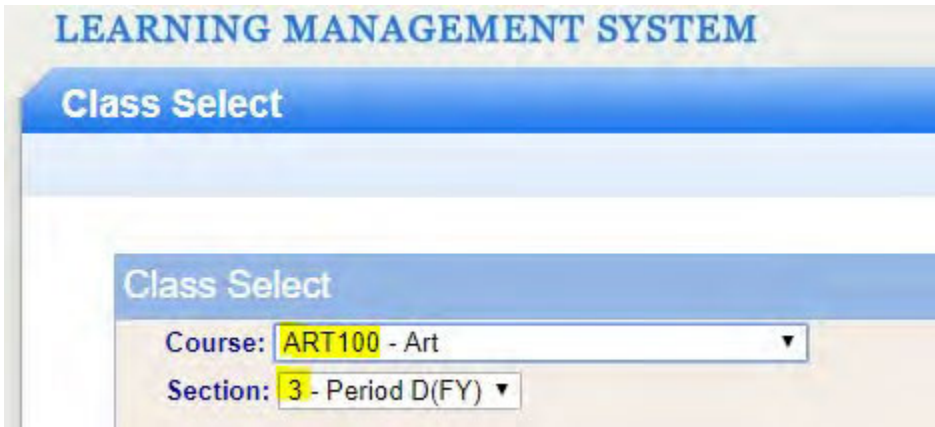 LEARNING MANAGEMENT SYSTEM
Class Select
Class Select
Course: ART100 - Art
Section: 3 - Period D(FY)